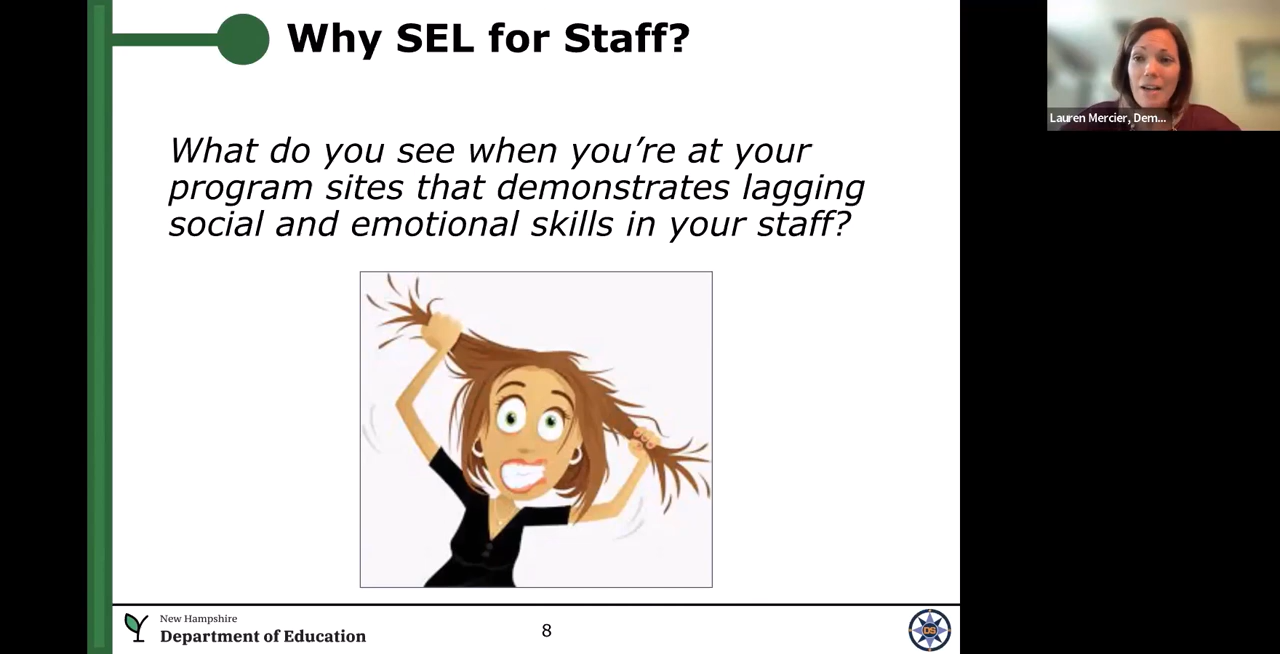 Why SEL for Staff?
Lauren Mercier, Dem...
What do you see when you’re at your
program sites that demonstrates lagging
social and emotional skills in your staff?
New Hampshire
Department of Education
8
DS